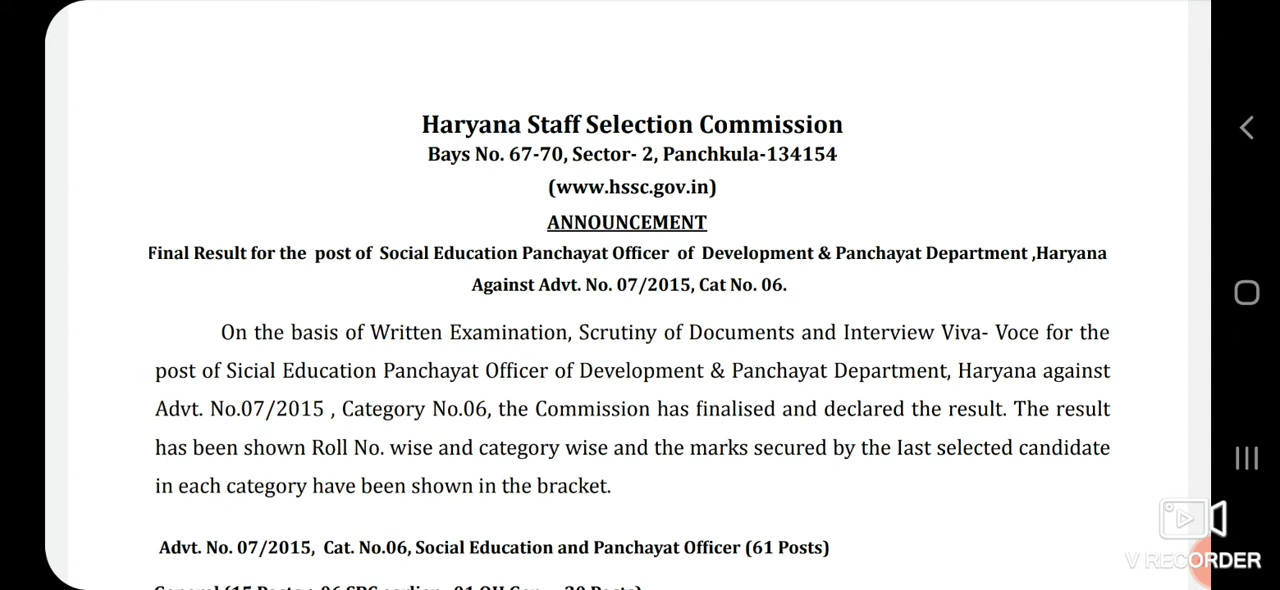 Haryana Staff Selection Commission
Bays No. 67-70, Sector- 2, Panchkula-134154
(www.hssc.gov.in)
ANNOUNCEMENT
Final Result for the post of Social Education Panchayat Officer of Development & Panchayat Department ,Haryana
Against Advt. No. 07/2015, Cat No. 06.
On the basis of Written Examination, Scrutiny of Documents and Interview Viva- Voce for the
post of Sicial Education Panchayat Officer of Development & Panchayat Department, Haryana against
Advt. No.07/2015 , Category No.06, the Commission has finalised and declared the result. The result
has been shown Roll No. wise and category wise and the marks secured by the last selected candidate
in each category have been shown in the bracket.
Advt. No. 07/2015, Cat. No.06, Social Education and Panchayat Officer (61 Posts)
V RECORDER